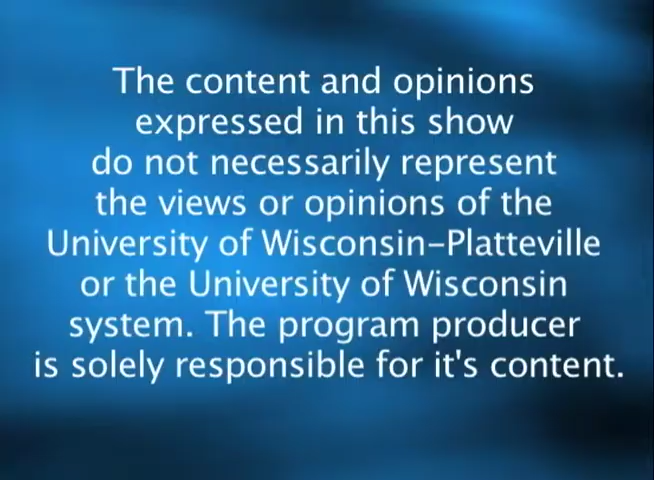 The content and opinions
expressed in this show
do not necessarily represent
the views or opinions of the
University of Wisconsin–Platteville
or the University of Wisconsin
system. The program producer
is solely responsible for it's content.